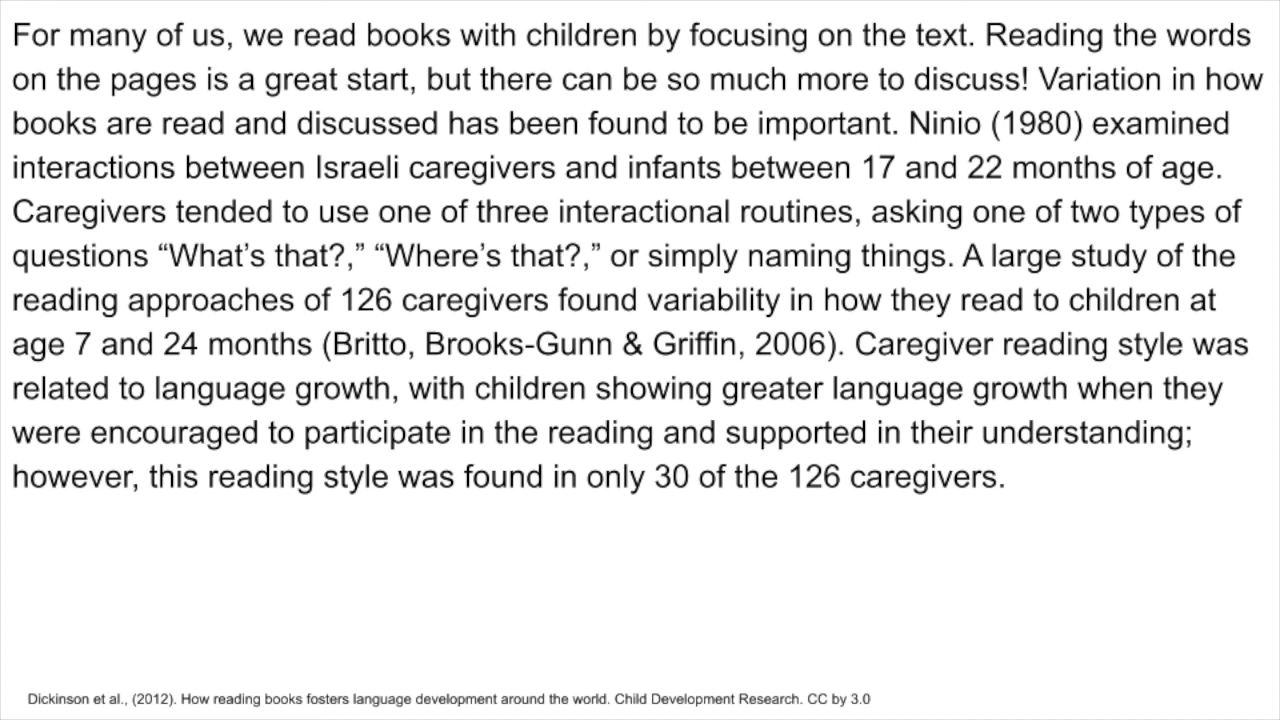 For many of us, we read books with children by focusing on the text. Reading the words
on the pages is a great start, but there can be so much more to discuss! Variation in how
books are read and discussed has been found to be important. Ninio (1980) examined
interactions between Israeli caregivers and infants between 17 and 22 months of age.
Caregivers tended to use one of three interactional routines, asking one of two types of
questions “What’s that?,” “Where’s that?,” or simply naming things. A large study of the
reading approaches of 126 caregivers found variability in how they read to children at
age 7 and 24 months (Britto, Brooks-Gunn & Griffin, 2006). Caregiver reading style was
related to language growth, with children showing greater language growth when they
were encouraged to participate in the reading and supported in their understanding;
however, this reading style was found in only 30 of the 126 caregivers.
Dickinson et al., (2012). How reading books fosters language development around the world. Child Development Research. CC by 3.0